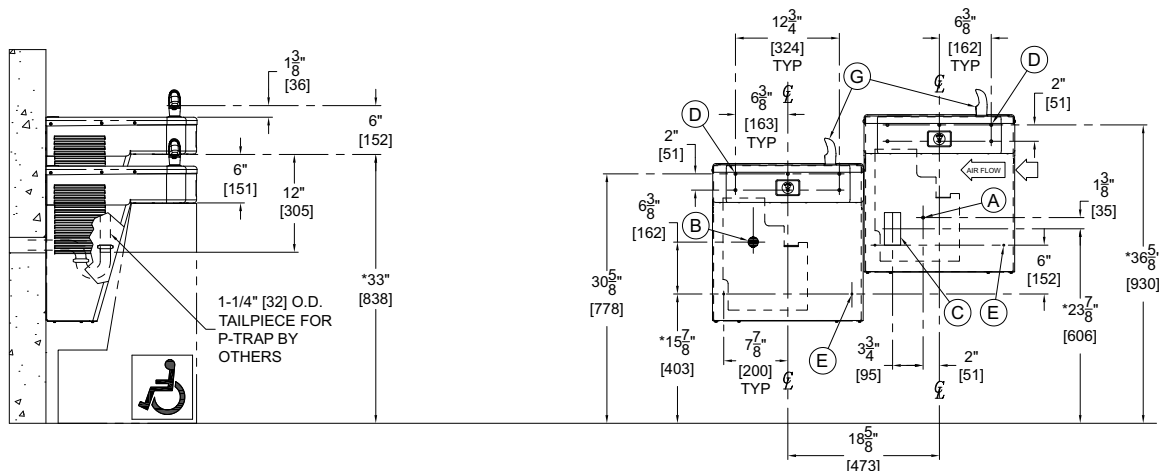 1 3/8"
[36]
6"
[152]
6"
[151]
12"
[305]
*33"
[838]
1-1/4" [32] O.D.
TAILPIECE FOR
P-TRAP BY
OTHERS
12 3/4"
[324]
TYP
6 3/8"
[162]
TYP
G
D
℄
℄
D
6 3/8"
[163]
TYP
2"
[51]
2"
[51]
AIR FLOW
A
1 3/8"
[35]
6 3/8"
[162]
B
30 5/8"
[778]
6"
[152]
*36 5/8"
[930]
*23 7/8"
[606]
C
E
*15 7/8"
[403]
7 7/8"
[200]
TYP
E
3 3/4"
[95]
2"
[51]
℄
℄
18 5/8"
[473]